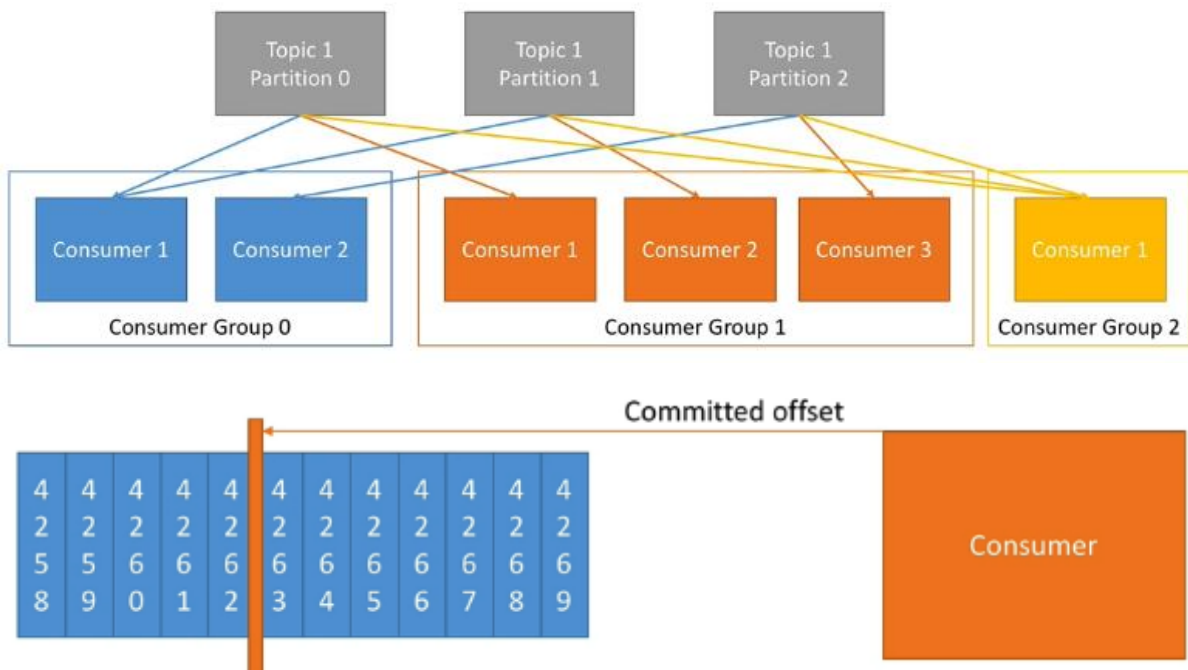 Topic 1
Partition 0
Topic 1
Partition 1
Topic 1
Partition 2
Consumer 1
Consumer 2
Consumer Group 0
Consumer 1
Consumer 2
Consumer 3
Consumer Group 1
Consumer 1
Consumer Group 2
Committed offset
4258
4259
4260
4261
4262
4263
4264
4265
4266
4267
4268
4269
Consumer